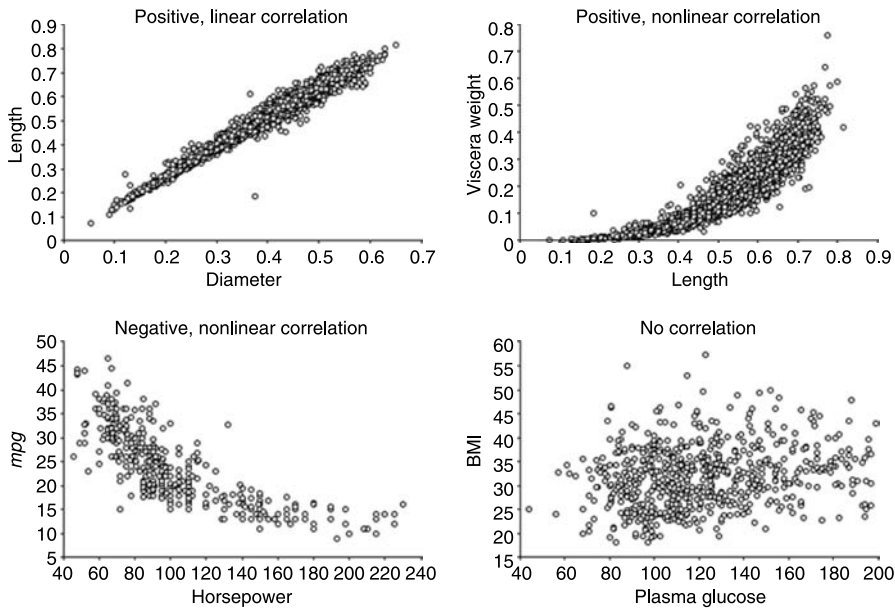 Positive, linear correlation
0.9
0.8
0.7
0.6
0.5
0.4
0.3
0.2
0.1
0
Length
0 0.1 0.2 0.3 0.4 0.5 0.6 0.7
Diameter
Positive, nonlinear correlation
0.9
0.8
0.7
0.6
0.5
0.4
0.3
0.2
0.1
0
Viscera weight
0 0.1 0.2 0.3 0.4 0.5 0.6 0.7 0.8 0.9
Length
Negative, nonlinear correlation
50
45
40
35
30
25
20
15
10
5
mpg
40 60 80 100 120 140 160 180 200 220 240
Horsepower
No correlation
60
55
50
45
40
35
30
25
20
15
BMI
40 60 80 100 120 140 160 180 200
Plasma glucose